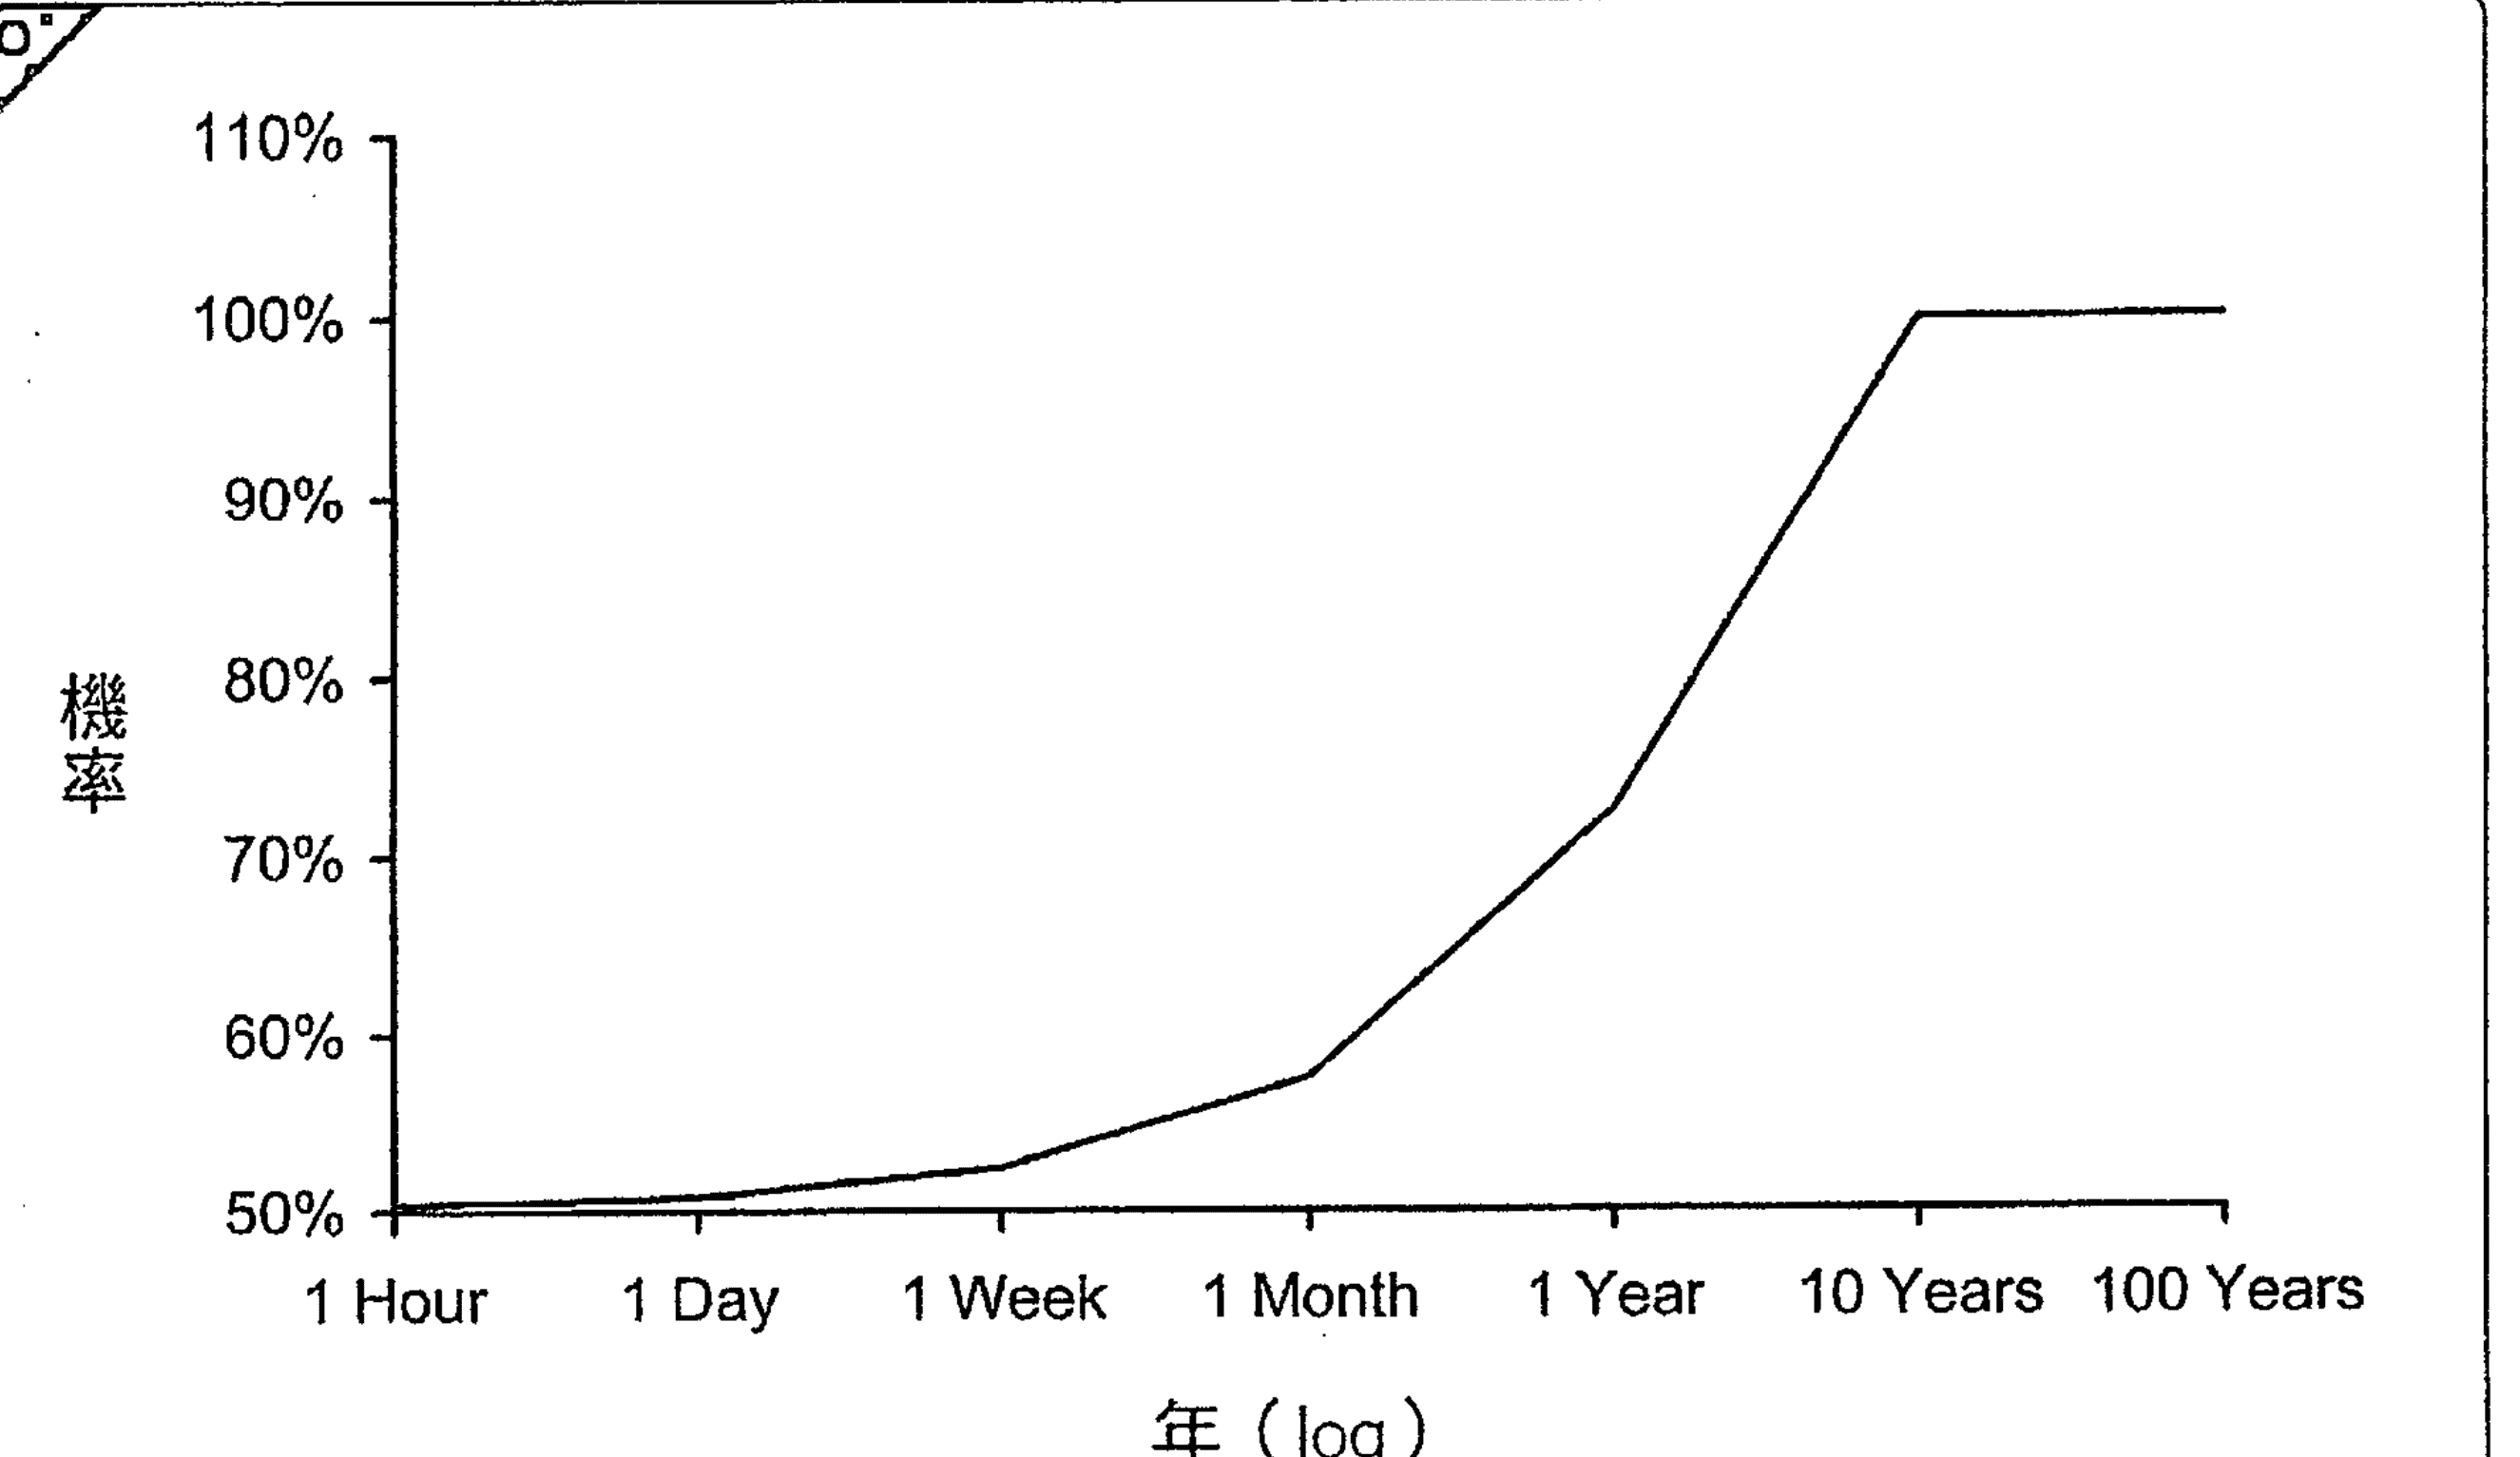 110%
100%
90%
80%
70%
60%
50%
機率
1 Hour 1 Day 1 Week 1 Month 1 Year 10 Years 100 Years
年（log）